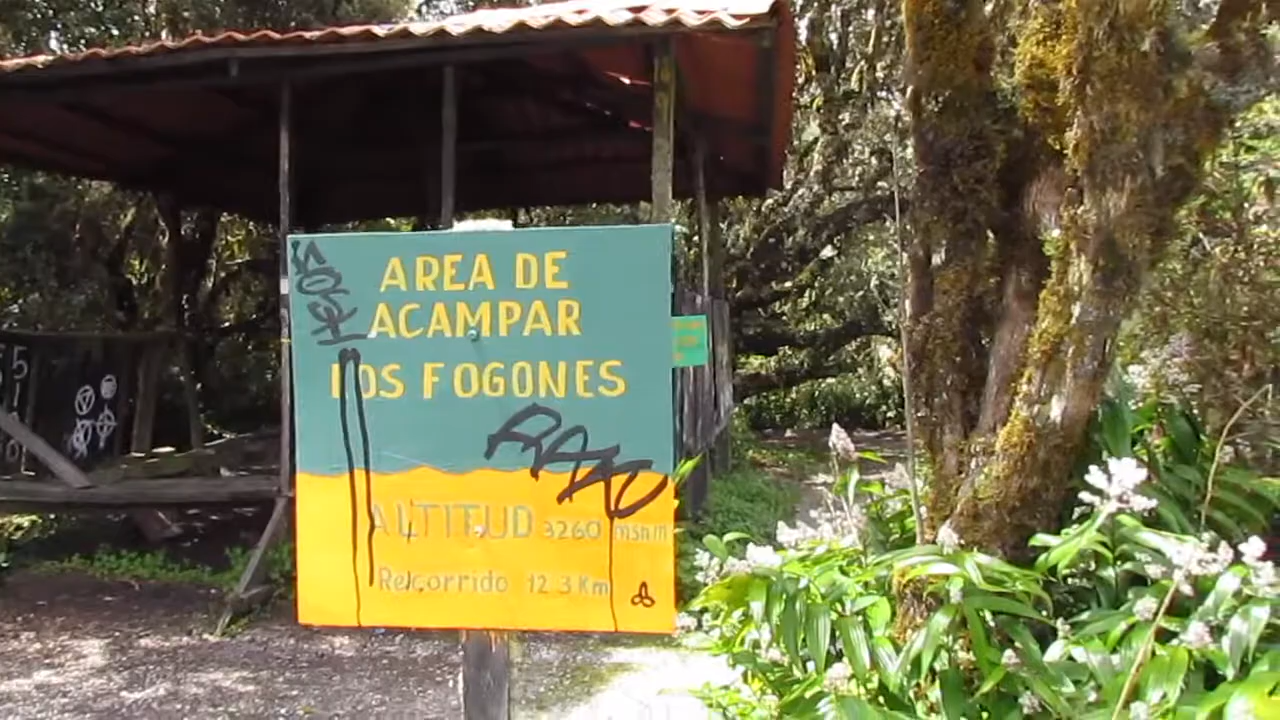 AREA DE
ACAMPAR
LOS FOGONES
ALTITUD 3260 msnm
Recorrido 12.3 Km